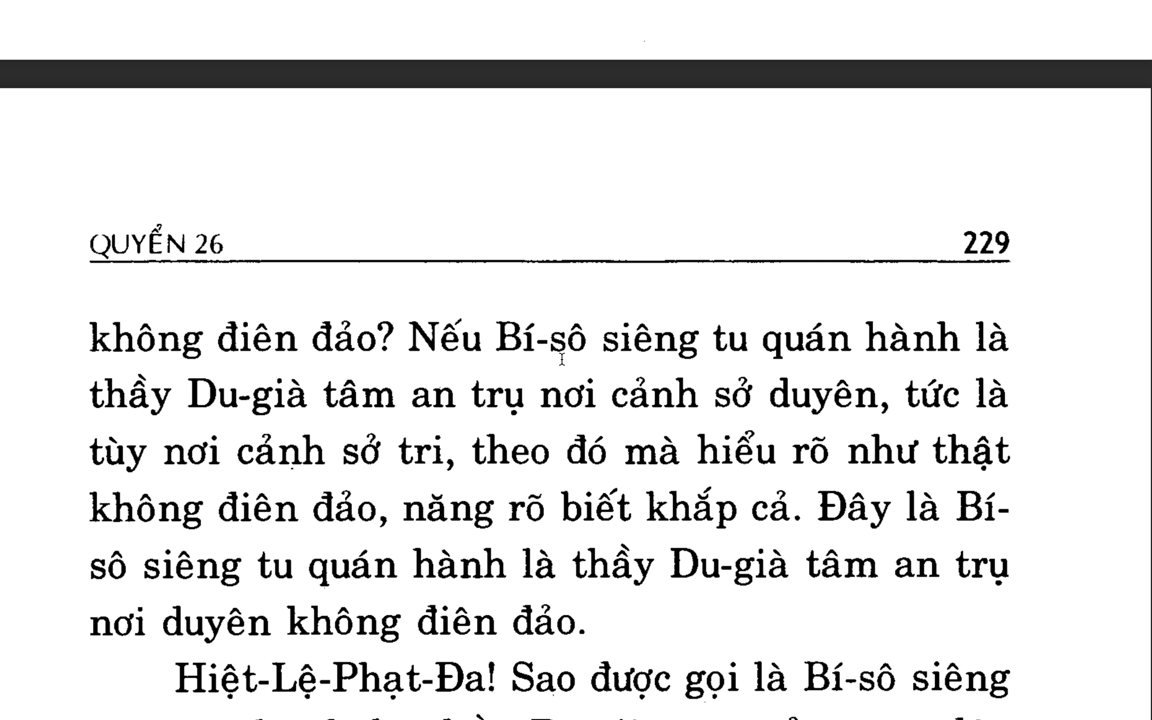 QUYỂN 26 229
không điên đảo? Nếu Bí-sô siêng tu quán hành là
thầy Du-già tâm an trụ nơi cảnh sở duyên, tức là
tùy nơi cảnh sở tri, theo đó mà hiểu rõ như thật
không điên đảo, năng rõ biết khắp cả. Đây là Bí-
sô siêng tu quán hành là thầy Du-già tâm an trụ
nơi duyên không điên đảo.
Hiệt-Lệ-Phạt-Đa! Sao được gọi là Bí-sô siêng